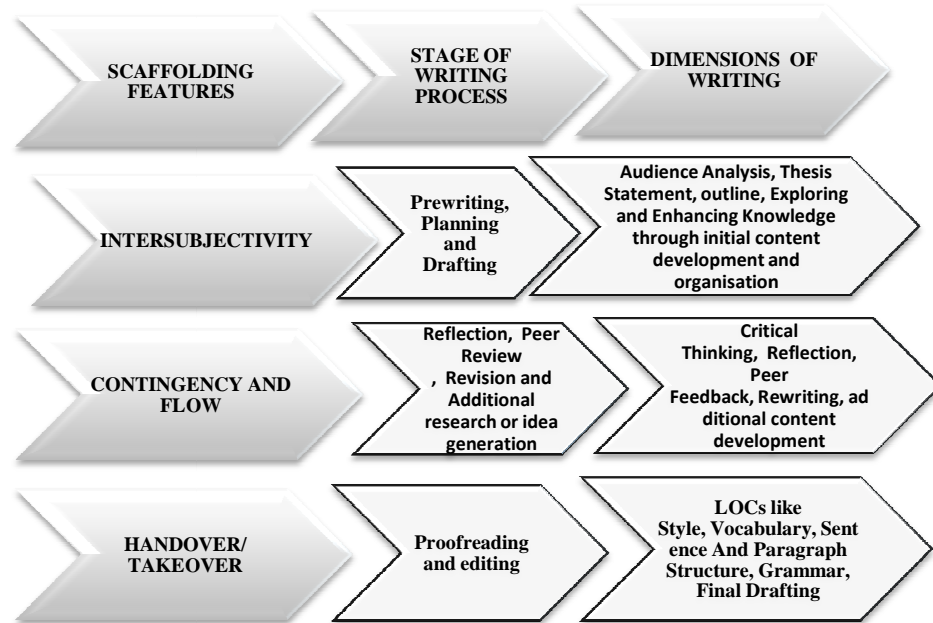 SCAFFOLDING
FEATURES
STAGE OF
WRITING
PROCESS
DIMENSIONS OF
WRITING
INTERSUBJECTIVITY
Prewriting,
Planning
and
Drafting
Audience Analysis, Thesis
Statement, outline, Exploring
and Enhancing Knowledge
through initial content
development and
organisation
CONTINGENCY AND
FLOW
Reflection, Peer
Review
, Revision and
Additional
research or idea
generation
Critical
Thinking, Reflection,
Peer
Feedback, Rewriting, ad
ditional content
development
HANDOVER/
TAKEOVER
Proofreading
and editing
LOCs like
Style, Vocabulary, Sent
ence And Paragraph
Structure, Grammar,
Final Drafting